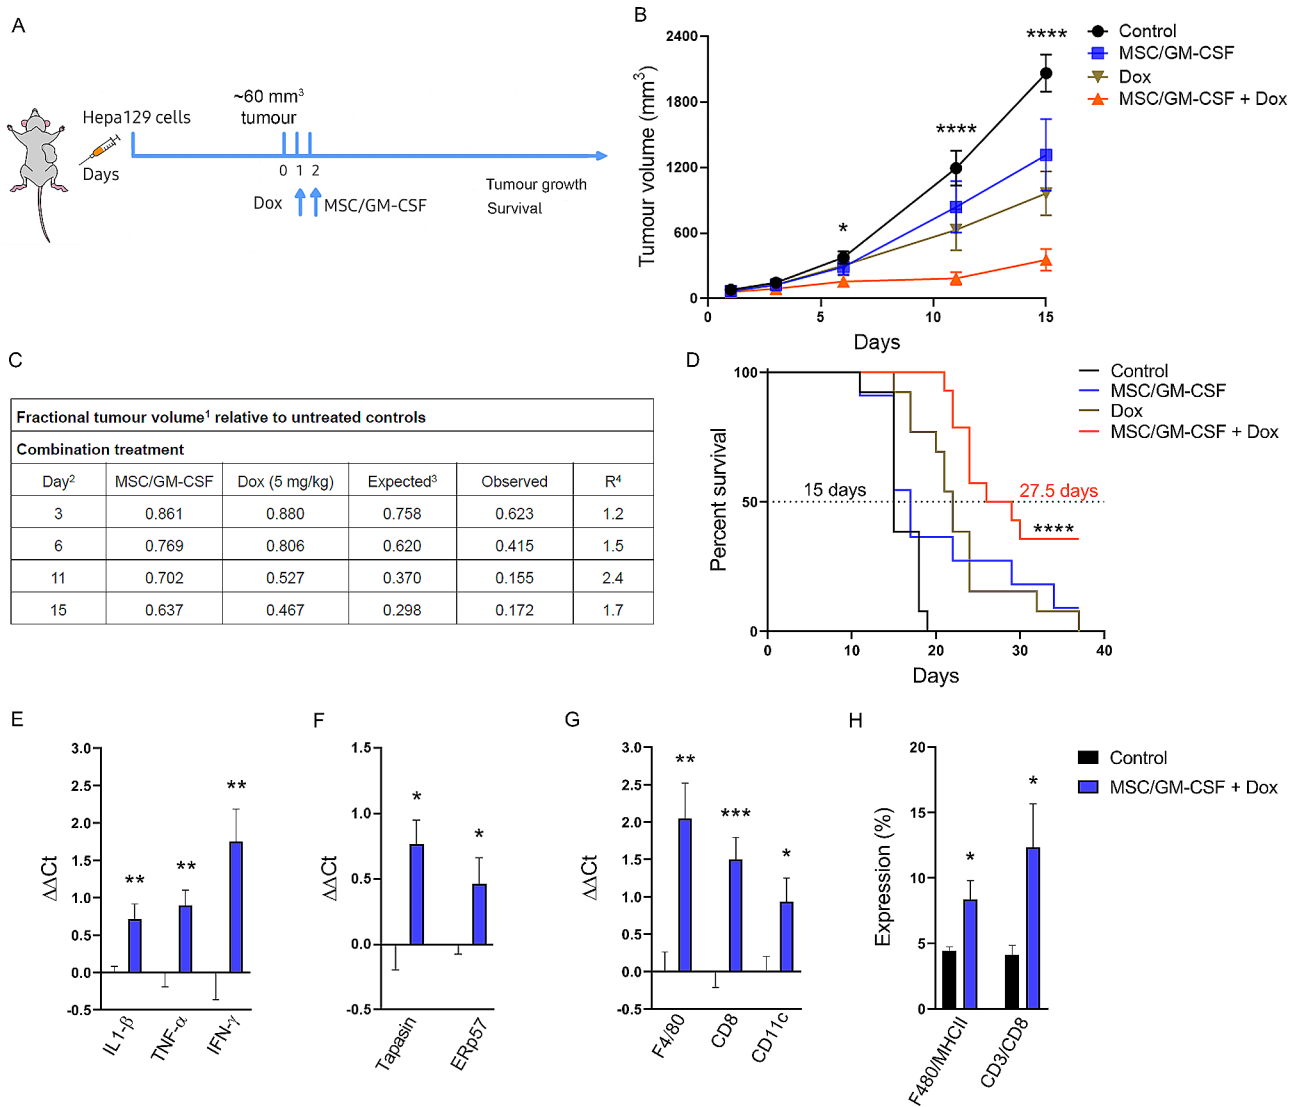 A
Hepa129 cells
Days
~60 mm3
tumour
0 1 2
Dox
MSC/GM-CSF
Tumour growth
Survival
B
Tumour volume (mm3)
2400
1800
1200
600
0
0 5 10 15
Days
*
****
****
Control
MSC/GM-CSF
Dox
MSC/GM-CSF + Dox
C
Fractional tumour volume1 relative to untreated controls
Combination treatment
Day2 MSC/GM-CSF Dox (5 mg/kg) Expected3 Observed R4
3 0.861 0.880 0.758 0.623 1.2
6 0.769 0.806 0.620 0.415 1.5
11 0.702 0.527 0.370 0.155 2.4
15 0.637 0.467 0.298 0.172 1.7
D
Percent survival
100
50
0
0 10 20 30 40
Days
15 days
27.5 days
****
Control
MSC/GM-CSF
Dox
MSC/GM-CSF + Dox
E
ΔΔCt
3.0
2.5
2.0
1.5
1.0
0.5
0.0
-0.5
** ** **
IL1-β TNF-α IFN-γ
F
ΔΔCt
1.5
1.0
0.5
0.0
-0.5
* *
Tapasin ERp57
G
ΔΔCt
3.0
2.5
2.0
1.5
1.0
0.5
0.0
-0.5
** *** *
F4/80 CD8 CD11c
H
Expression (%)
20
15
10
5
0
* *
F480/MHCII CD3/CD8
Control
MSC/GM-CSF + Dox